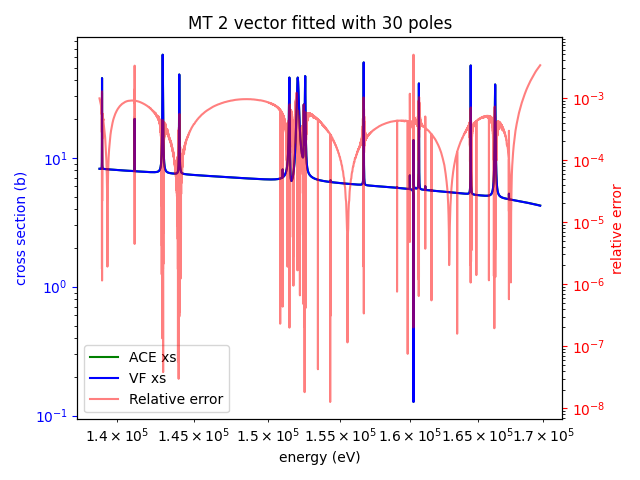 MT 2 vector fitted with 30 poles
cross section (b)
10¹
10⁰
10⁻¹
ACE xs
VF xs
Relative error
10⁻³
10⁻⁴
10⁻⁵
10⁻⁶
10⁻⁷
10⁻⁸
relative error
1.4 × 10⁵ 1.45 × 10⁵ 1.5 × 10⁵ 1.55 × 10⁵ 1.6 × 10⁵ 1.65 × 10⁵ 1.7 × 10⁵
energy (eV)